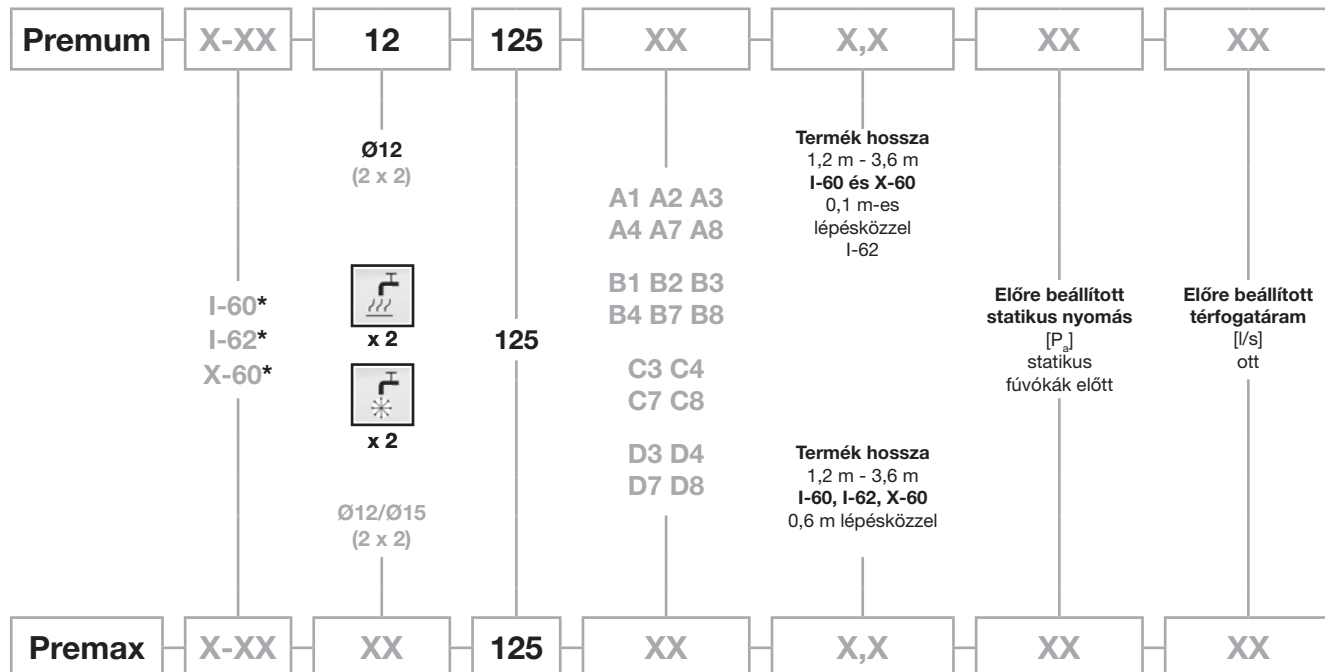 Premum X-XX 12 125 XX X,X XX XX
I-60*
I-62*
X-60*
Ø12
(2 x 2)
x 2
x 2
Ø12/Ø15
(2 x 2)
125
A1 A2 A3
A4 A7 A8
B1 B2 B3
B4 B7 B8
C3 C4
C7 C8
D3 D4
D7 D8
Termék hossza
1,2 m - 3,6 m
I-60 és X-60
0,1 m-es
lépésközzel
I-62
Termék hossza
1,2 m - 3,6 m
I-60, I-62, X-60
0,6 m lépésközzel
Előre beállított
statikus nyomás
[Pa]
statikus
fúvókák előtt
Előre beállított
térfogatáram
[l/s]
ott
Premax X-XX XX 125 XX X,X XX XX